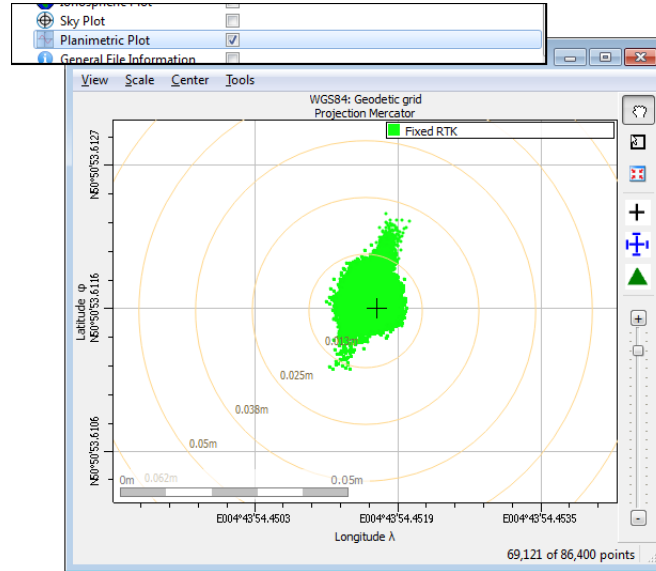 Sky Plot
Planimetric Plot
General File Information
View Scale Center Tools
WGS84: Geodetic grid
Projection Mercator
Fixed RTK
N50°50'53.6127
N50°50'53.6116
N50°50'53.6106
Latitude φ
0.013m
0.025m
0.038m
0.05m
0.062m
0m
0.05m
E004°43'54.4503
E004°43'54.4519
E004°43'54.4535
Longitude λ
69,121 of 86,400 points